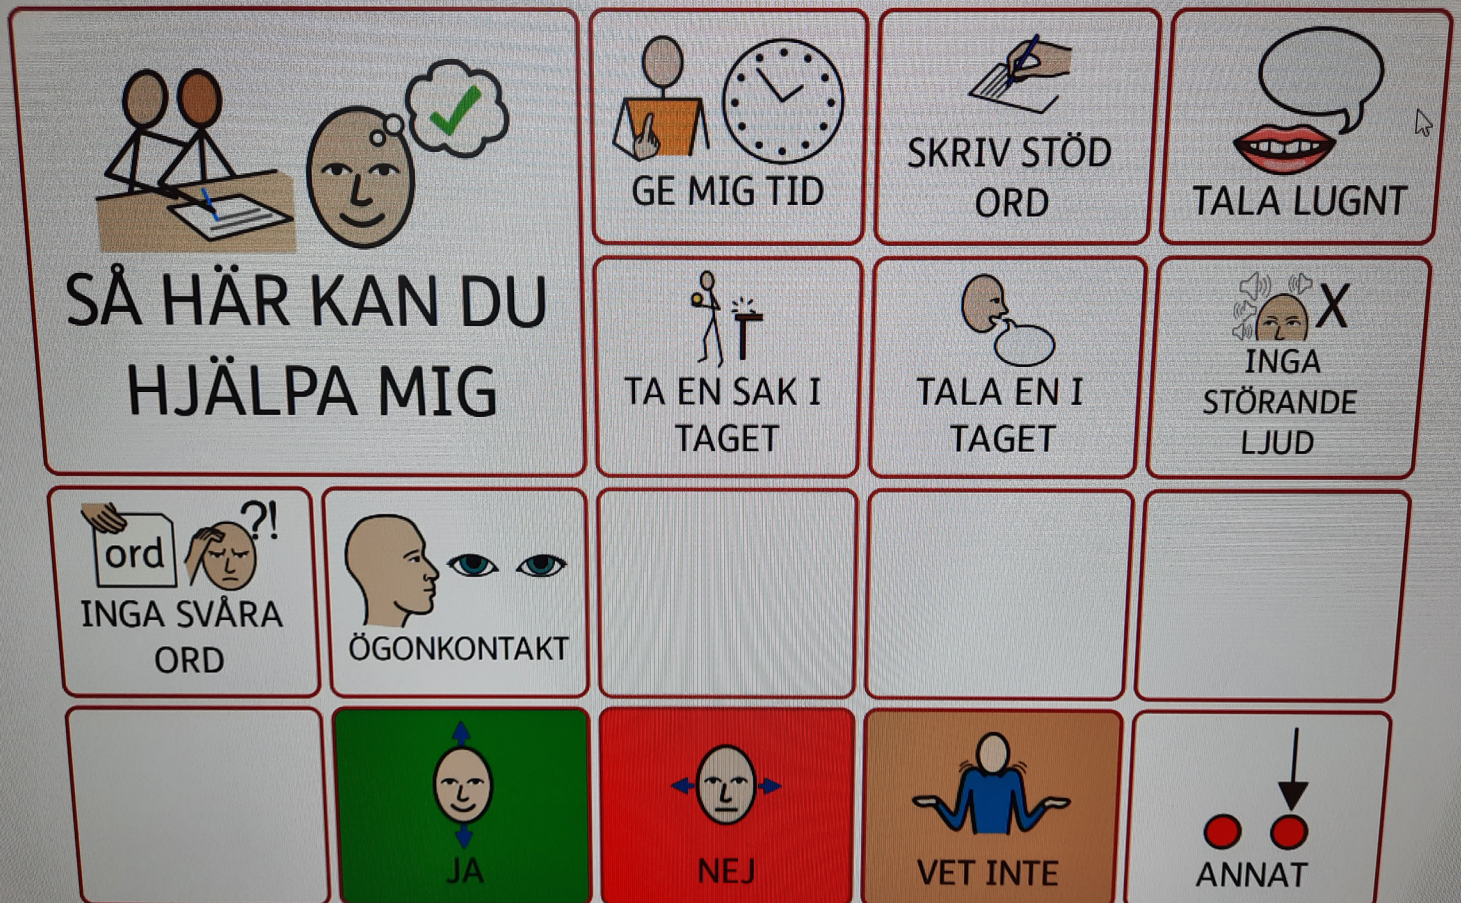 SÅ HÄR KAN DU
HJÄLPA MIG
GE MIG TID
SKRIV STÖD
ORD
TALA LUGNT
TA EN SAK I
TAGET
TALA EN I
TAGET
X
INGA
STÖRANDE
LJUD
ord
?!
INGA SVÅRA
ORD
ÖGONKONTAKT
JA
NEJ
VET INTE
ANNAT